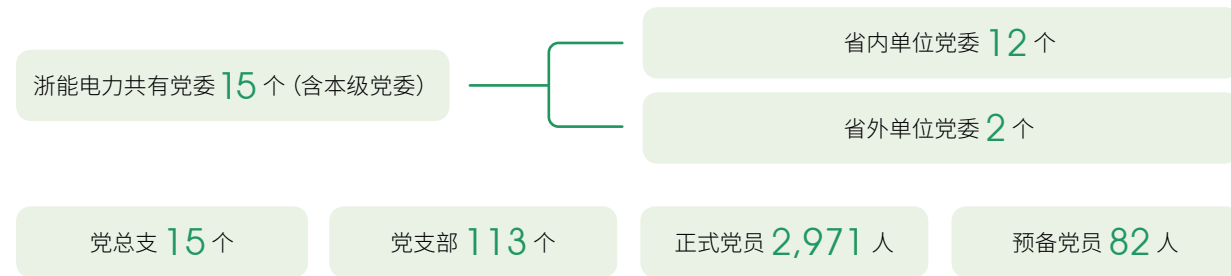 浙能电力共有党委 15 个（含本级党委）
省内单位党委 12 个
省外单位党委 2 个
党总支 15 个
党支部 113 个
正式党员 2,971 人
预备党员 82 人